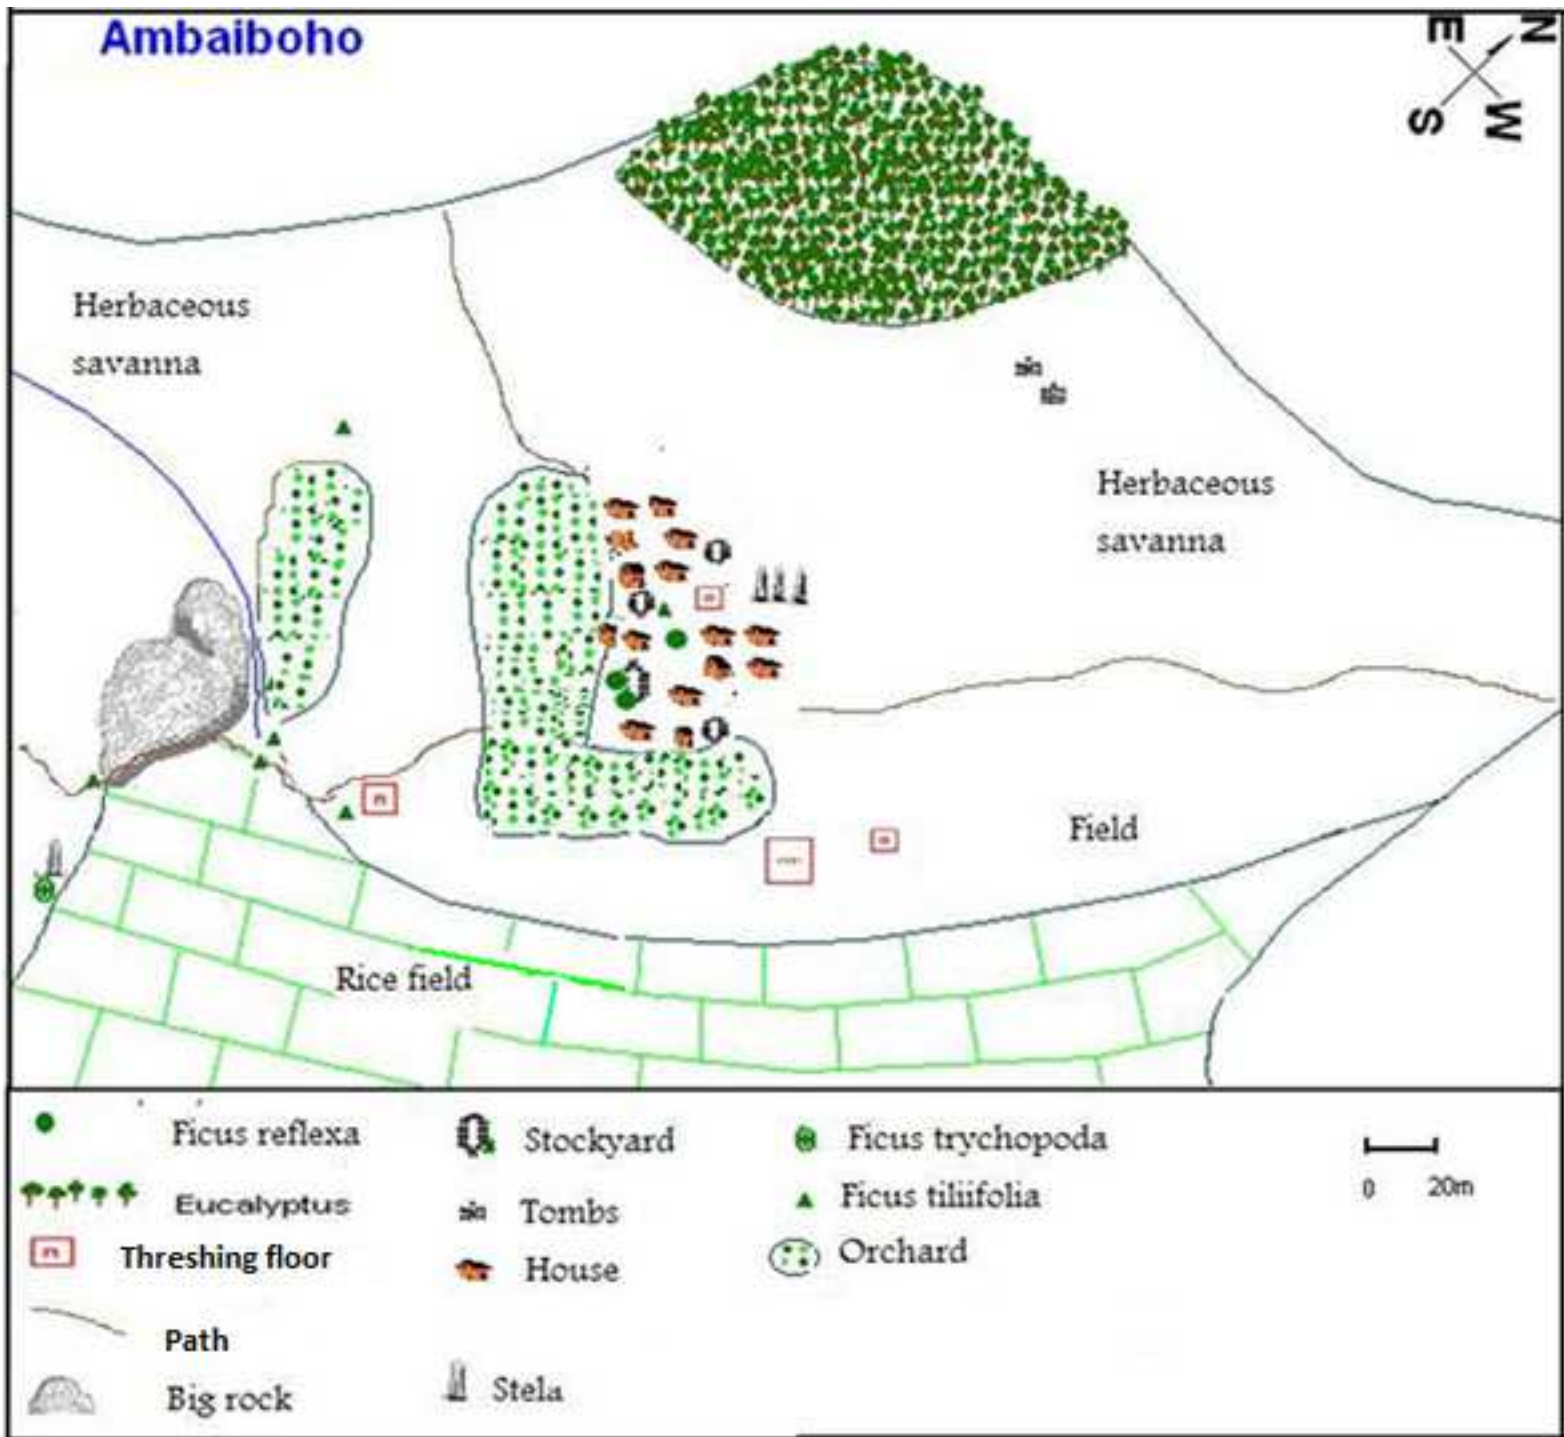 Ambaiboho
N
E
S
W
Herbaceous
savanna
Herbaceous
savanna
Field
Rice field
Ficus reflexa
Stockyard
Ficus trychopoda
Eucalyptus
Tombs
Ficus tiliifolia
0 20m
Threshing floor
House
Orchard
Path
Big rock
Stela